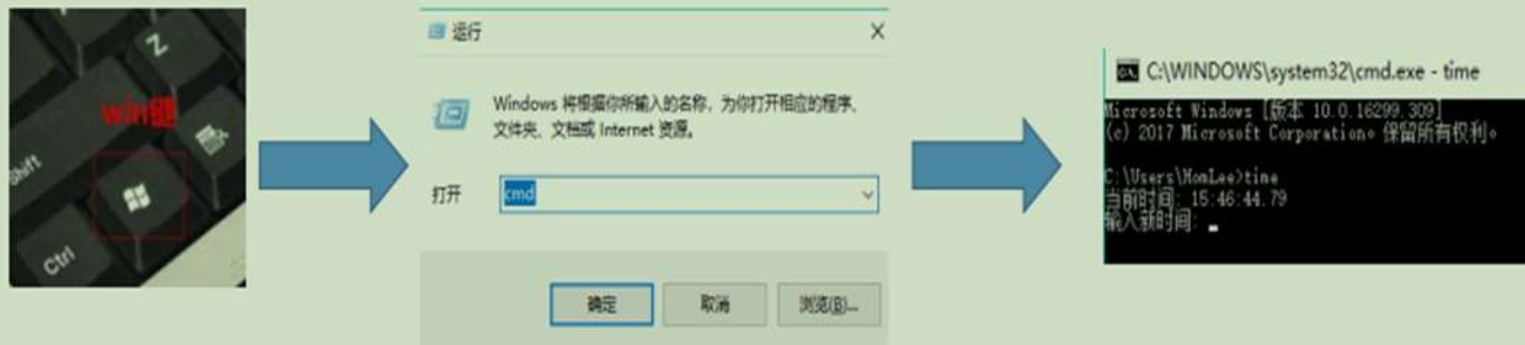 Z
win键
Shift
Ctrl
运行
X
Windows 将根据你所输入的名称，为你打开相应的程序、
文件夹、文档或 Internet 资源。
打开
cmd
确定
取消
浏览(B)...
C:\WINDOWS\system32\cmd.exe - time
Microsoft Windows [版本 10.0.16299.309]
(c) 2017 Microsoft Corporation。保留所有权利。
C:\Users\HomLee>time
当前时间: 15:46:44.79
输入新时间: